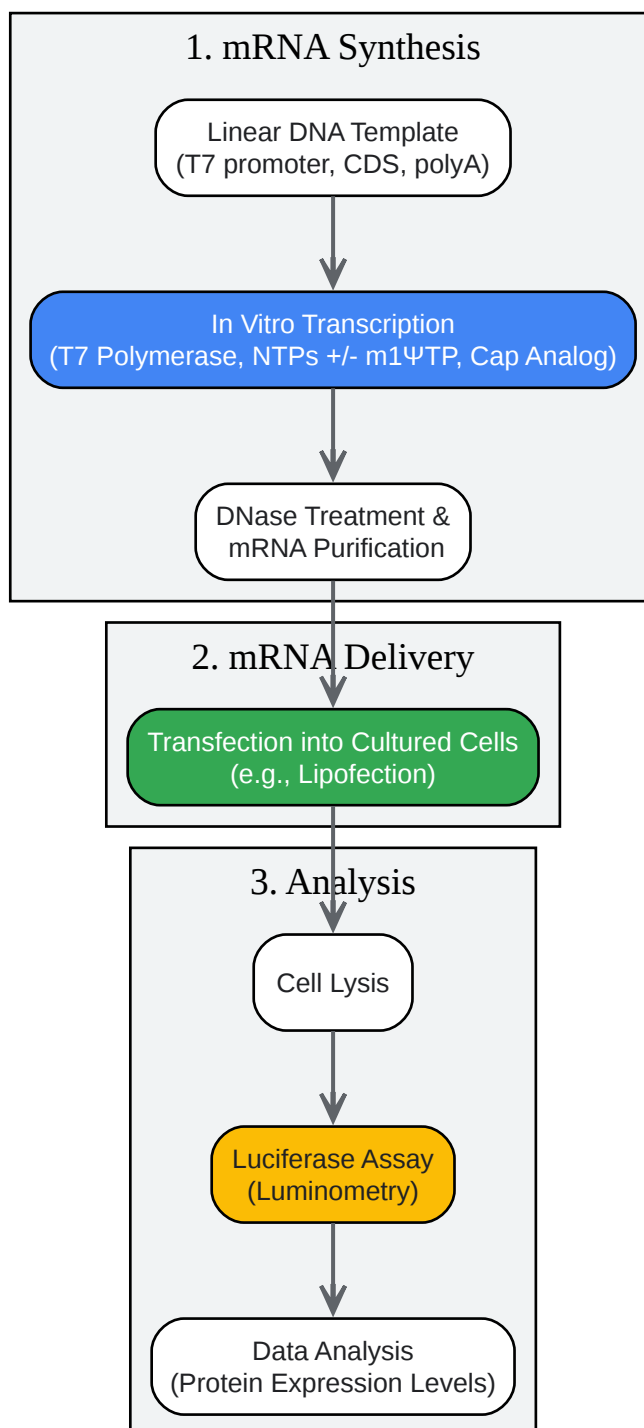 1. mRNA Synthesis
Linear DNA Template
(T7 promoter, CDS, polyA)
In Vitro Transcription
(T7 Polymerase, NTPs +/- m1ΨTP, Cap Analog)
DNase Treatment &
mRNA Purification
2. mRNA Delivery
Transfection into Cultured Cells
(e.g., Lipofection)
3. Analysis
Cell Lysis
Luciferase Assay
(Luminometry)
Data Analysis
(Protein Expression Levels)